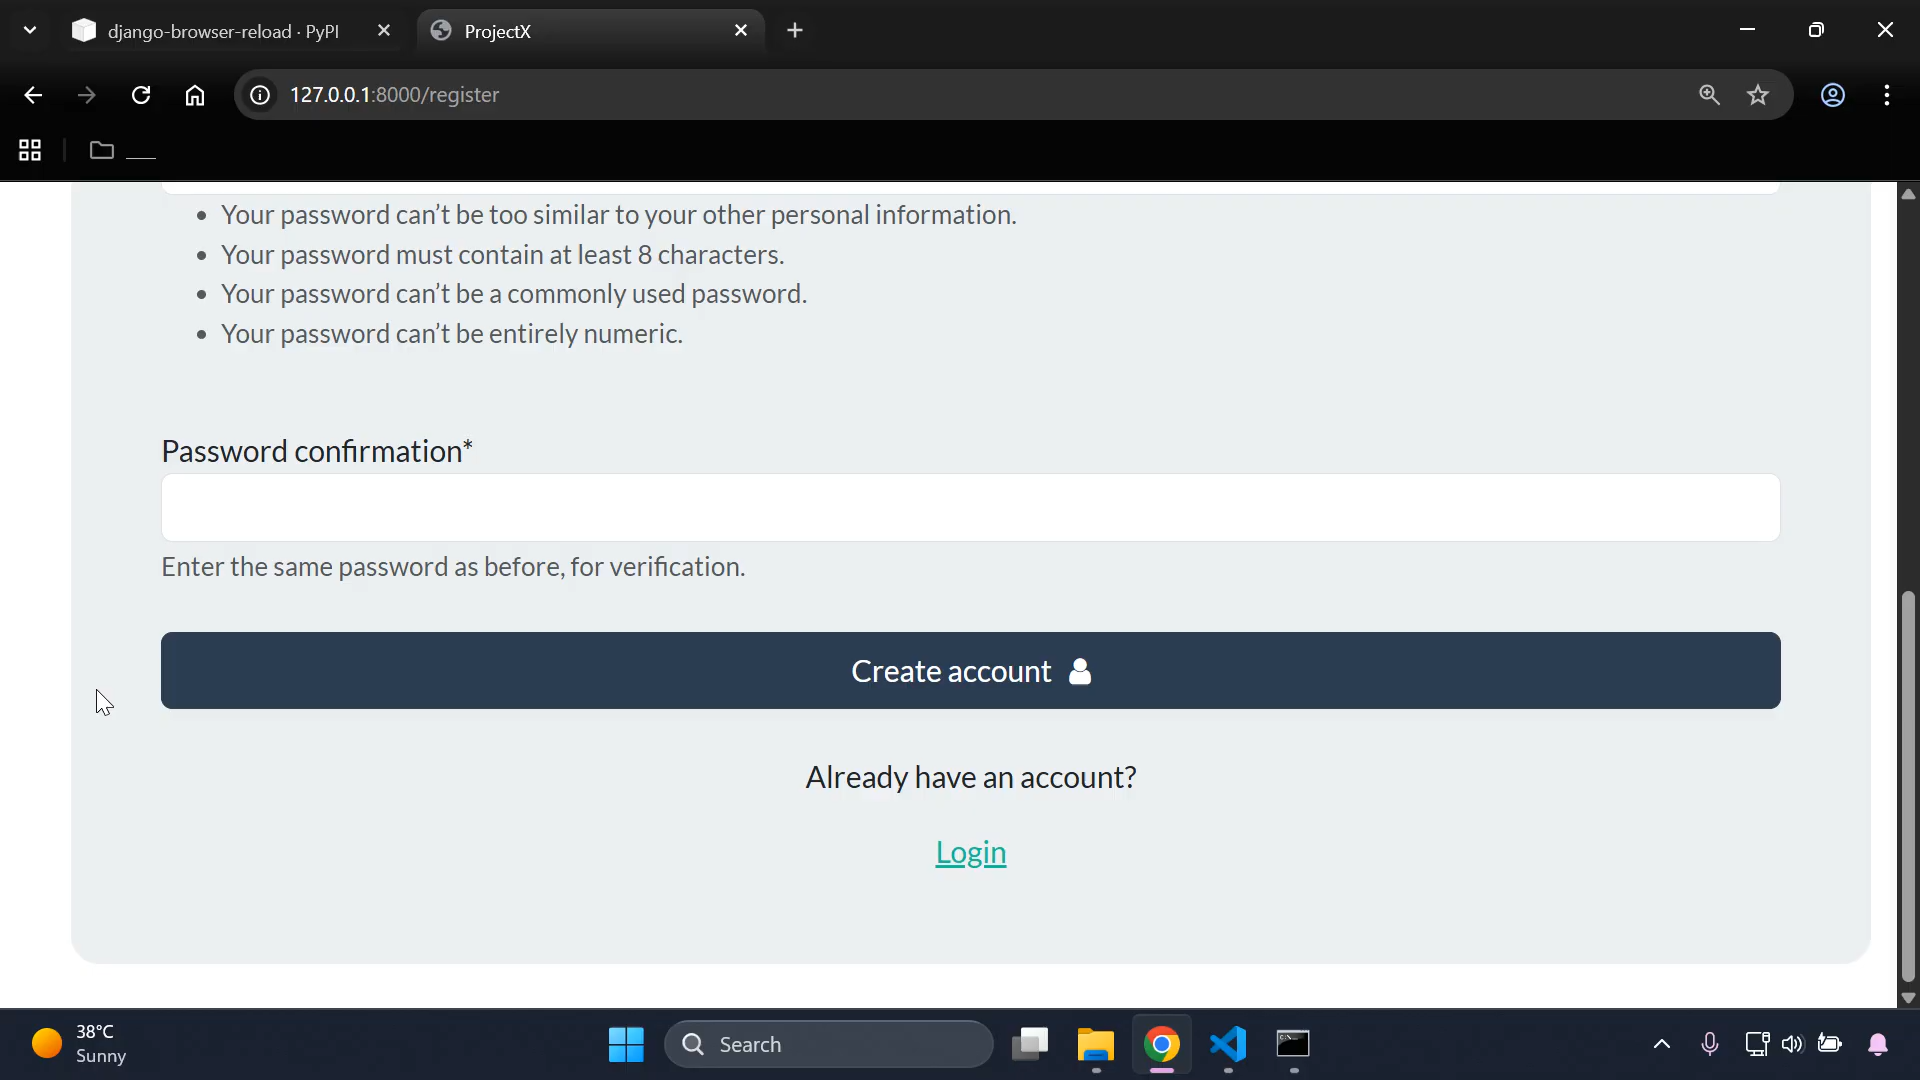 django-browser-reload · PyPI
ProjectX
127.0.0.1:8000/register
___
Your password can’t be too similar to your other personal information.
Your password must contain at least 8 characters.
Your password can’t be a commonly used password.
Your password can’t be entirely numeric.
Password confirmation*
Enter the same password as before, for verification.
Create account
Already have an account?
Login
38°C
Sunny
Search